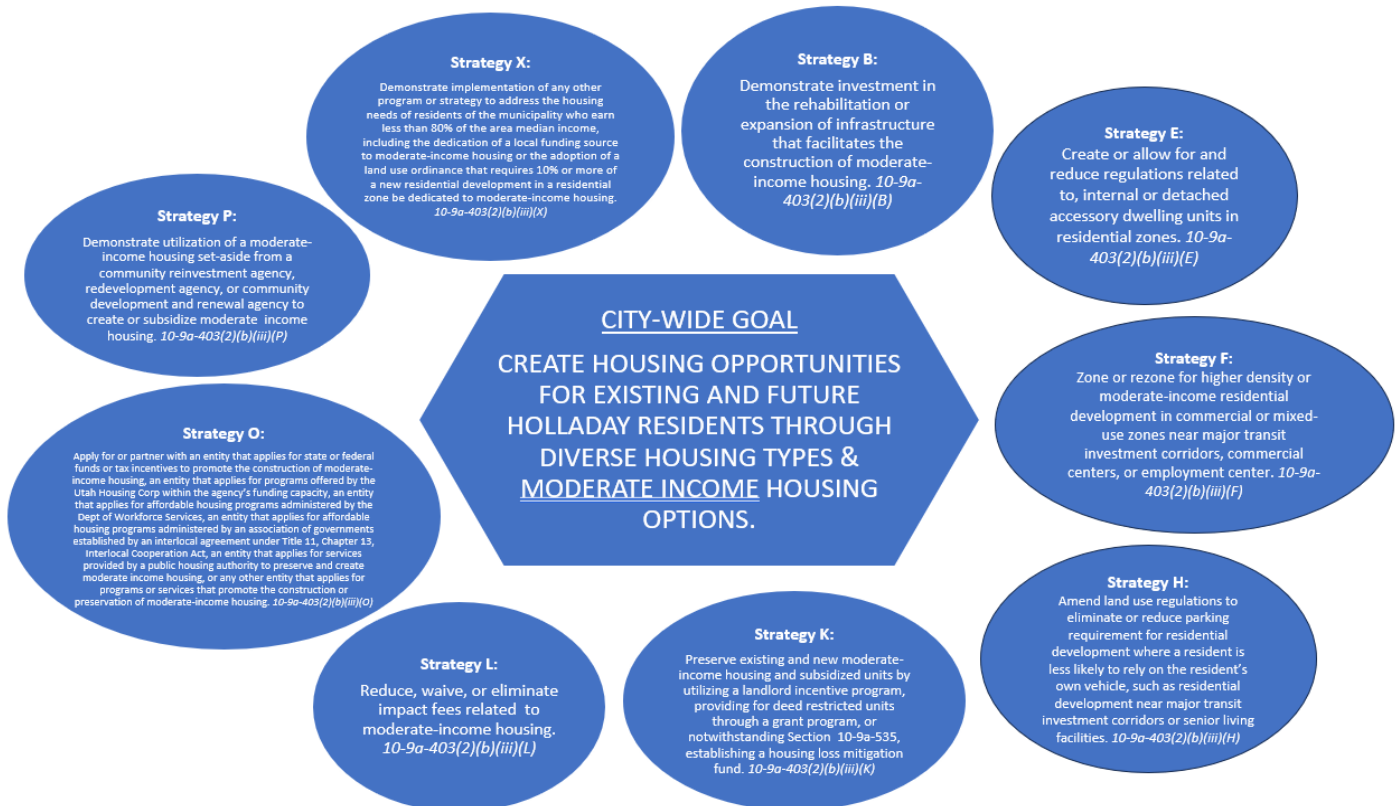 Strategy X:
Demonstrate implementation of any other
program or strategy to address the housing
needs of residents of the municipality who earn
less than 80% of the area median income,
including the dedication of a local funding source
to moderate-income housing or the adoption of a
land use ordinance that requires 10% or more of
a new residential development in a residential
zone be dedicated to moderate-income housing.
10-9a-403(2)(b)(iii)(X)
Strategy B:
Demonstrate investment in
the rehabilitation or
expansion of infrastructure
that facilitates the
construction of moderate-
income housing. 10-9a-
403(2)(b)(iii)(B)
Strategy E:
Create or allow for and
reduce regulations related
to, internal or detached
accessory dwelling units in
residential zones. 10-9a-
403(2)(b)(iii)(E)
Strategy P:
Demonstrate utilization of a moderate-
income housing set-aside from a
community reinvestment agency,
redevelopment agency, or community
development and renewal agency to
create or subsidize moderate income
housing. 10-9a-403(2)(b)(iii)(P)
CITY-WIDE GOAL
CREATE HOUSING OPPORTUNITIES
FOR EXISTING AND FUTURE
HOLLADAY RESIDENTS THROUGH
DIVERSE HOUSING TYPES &
MODERATE INCOME HOUSING
OPTIONS.
Strategy F:
Zone or rezone for higher density or
moderate-income residential
development in commercial or mixed-
use zones near major transit
investment corridors, commercial
centers, or employment center. 10-9a-
403(2)(b)(iii)(F)
Strategy O:
Apply for or partner with an entity that applies for state or federal
funds or tax incentives to promote the construction of moderate-
income housing, an entity that applies for programs offered by the
Utah Housing Corp within the agency's funding capacity, an entity
that applies for affordable housing programs administered by the
Dept of Workforce Services, an entity that applies for affordable
housing programs administered by an association of governments
established by an interlocal agreement under Title 11, Chapter 13,
Interlocal Cooperation Act, an entity that applies for services
provided by a public housing authority to preserve and create
moderate income housing, or any other entity that applies for
programs or services that promote the construction or
preservation of moderate-income housing. 10-9a-403(2)(b)(iii)(O)
Strategy H:
Amend land use regulations to
eliminate or reduce parking
requirement for residential
development where a resident is
less likely to rely on the resident's
own vehicle, such as residential
development near major transit
investment corridors or senior living
facilities. 10-9a-403(2)(b)(iii)(H)
Strategy L:
Reduce, waive, or eliminate
impact fees related to
moderate-income housing.
10-9a-403(2)(b)(iii)(L)
Strategy K:
Preserve existing and new moderate-
income housing and subsidized units by
utilizing a landlord incentive program,
providing for deed restricted units
through a grant program, or
notwithstanding Section 10-9a-535,
establishing a housing loss mitigation
fund. 10-9a-403(2)(b)(iii)(K)